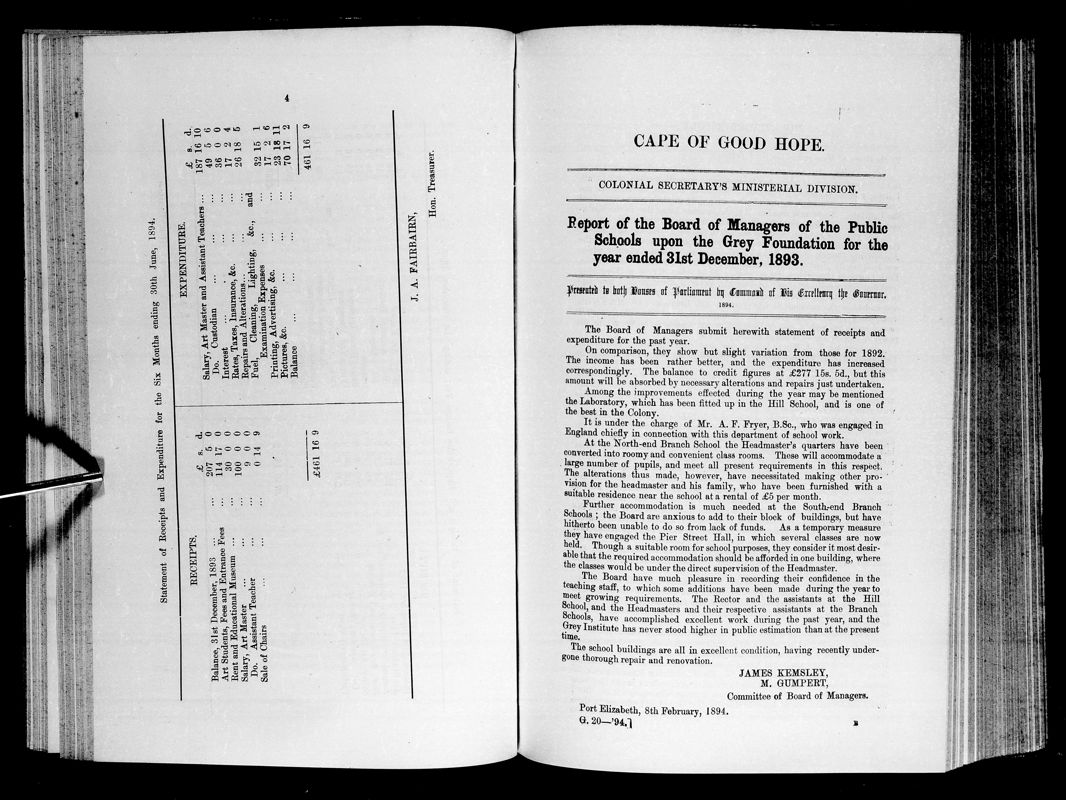 4
Statement of Receipts and Expenditure for the Six Months ending 30th June, 1894.
RECEIPTS.
£ s. d.
Balance, 31st December, 1893 ... ... 207 5 0
Art Students, Fees and Entrance Fees ... 114 17 0
Rent and Educational Museum ... ... 30 0 0
Salary, Art Master ... ... ... 100 0 0
Do. Assistant Teacher ... ... 9 0 0
Sale of Chairs ... ... ... 0 14 9
£461 16 9
EXPENDITURE.
£ s. d.
Salary, Art Master and Assistant Teachers ... 187 16 10
Do. Custodian ... ... ... 49 5 6
Interest ... ... ... 36 0 0
Rates, Taxes, Insurance, &c. ... ... 17 2 4
Repairs and Alterations ... ... ... 26 18 5
Fuel, Cleaning, Lighting, &c., and
Examination Expenses ... ... 32 15 1
Printing, Advertising, &c. ... ... 17 2 6
Pictures, &c. ... ... ... 23 18 11
Balance ... ... ... 70 17 2
461 16 9
J. A. FAIRBAIRN,
Hon. Treasurer.
CAPE OF GOOD HOPE.
COLONIAL SECRETARY'S MINISTERIAL DIVISION.
Report of the Board of Managers of the Public
Schools upon the Grey Foundation for the
year ended 31st December, 1893.
Presented to both Houses of Parliament by Command of His Excellency the Governor.
1894.
The Board of Managers submit herewith statement of receipts and
expenditure for the past year.
On comparison, they show but slight variation from those for 1892.
The income has been rather better, and the expenditure has increased
correspondingly. The balance to credit figures at £277 15s. 5d., but this
amount will be absorbed by necessary alterations and repairs just undertaken.
Among the improvements effected during the year may be mentioned
the Laboratory, which has been fitted up in the Hill School, and is one of
the best in the Colony.
It is under the charge of Mr. A. F. Fryer, B.Sc., who was engaged in
England chiefly in connection with this department of school work.
At the North-end Branch School the Headmaster's quarters have been
converted into roomy and convenient class rooms. These will accommodate a
large number of pupils, and meet all present requirements in this respect.
The alterations thus made, however, have necessitated making other pro-
vision for the headmaster and his family, who have been furnished with a
suitable residence near the school at a rental of £5 per month.
Further accommodation is much needed at the South-end Branch
Schools ; the Board are anxious to add to their block of buildings, but have
hitherto been unable to do so from lack of funds. As a temporary measure
they have engaged the Pier Street Hall, in which several classes are now
held. Though a suitable room for school purposes, they consider it most desir-
able that the required accommodation should be afforded in one building, where
the classes would be under the direct supervision of the Headmaster.
The Board have much pleasure in recording their confidence in the
teaching staff, to which some additions have been made during the year to
meet growing requirements. The Rector and the assistants at the Hill
School, and the Headmasters and their respective assistants at the Branch
Schools, have accomplished excellent work during the past year, and the
Grey Institute has never stood higher in public estimation than at the present
time.
The school buildings are all in excellent condition, having recently under-
gone thorough repair and renovation.
JAMES KEMSLEY,
M. GUMPERT,
Committee of Board of Managers.
Port Elizabeth, 8th February, 1894.
G. 20—'94.]
B